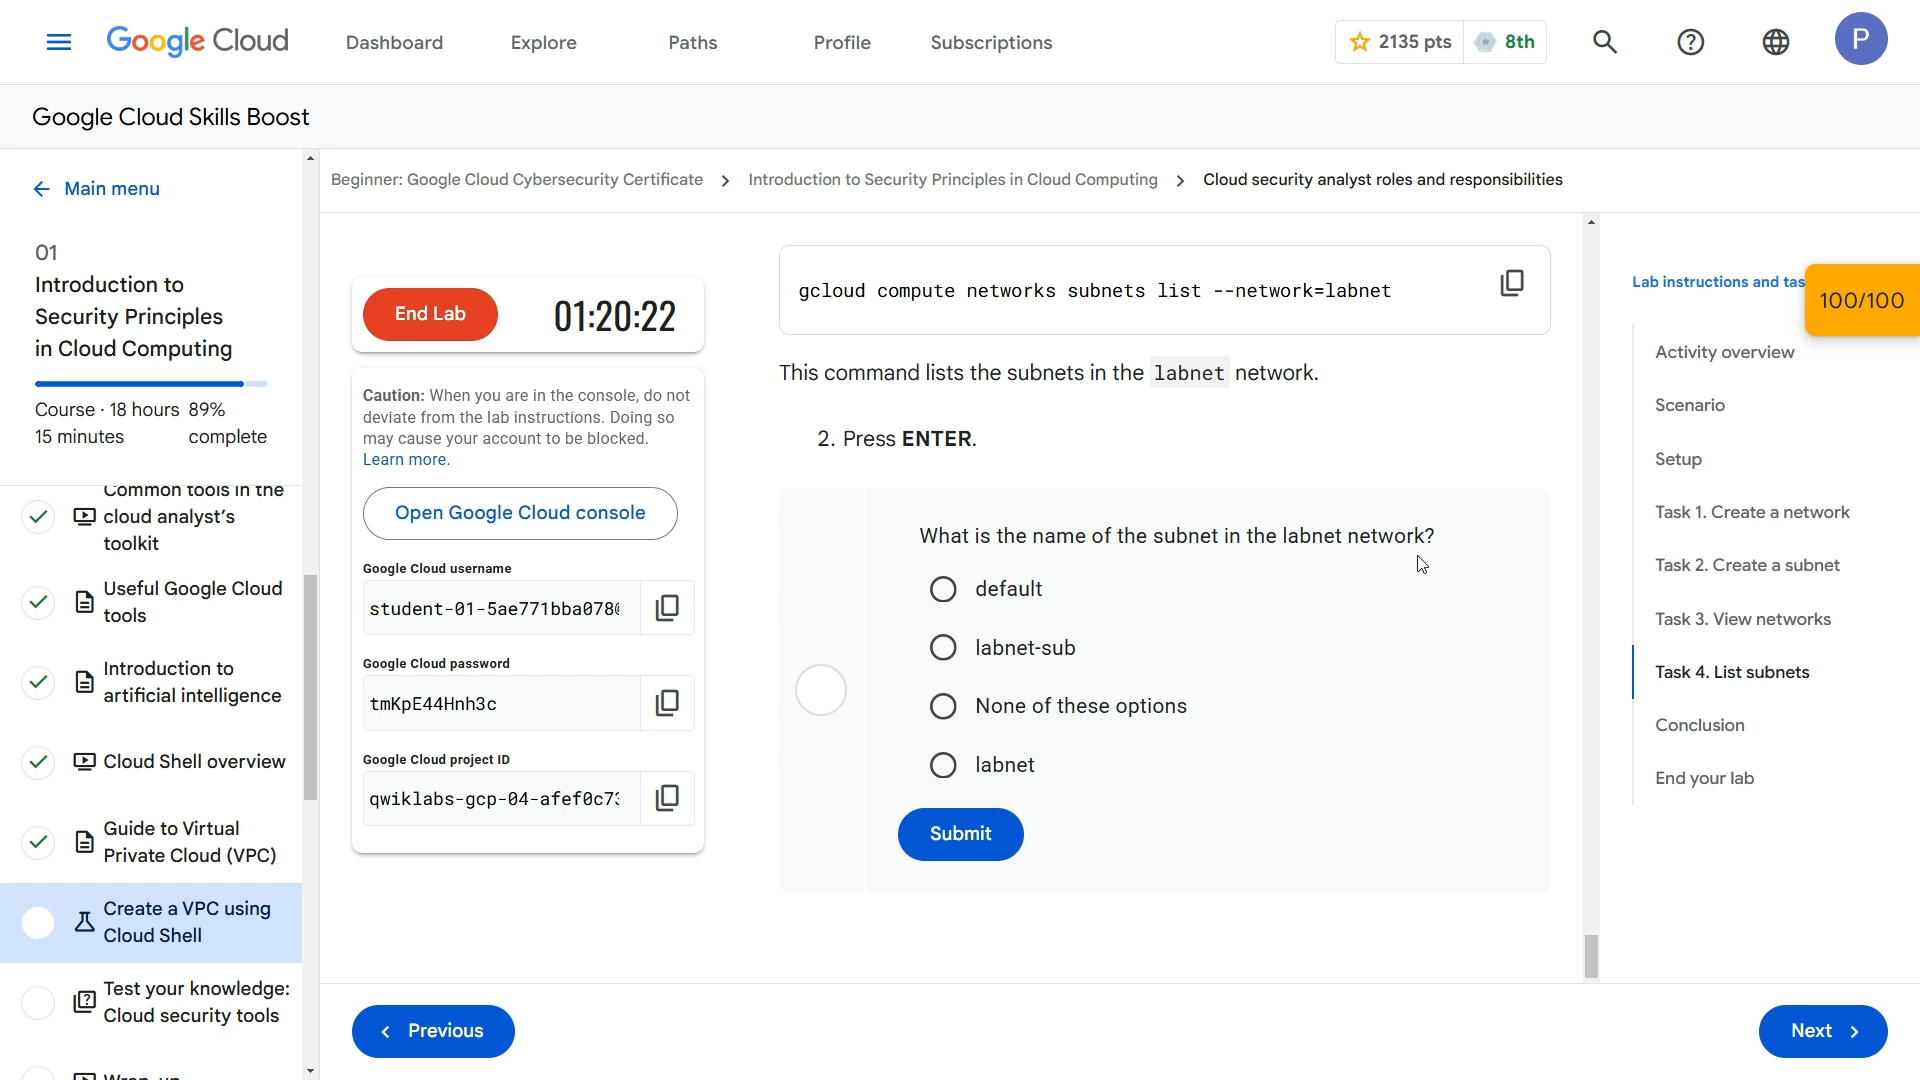 Google Cloud
Dashboard
Explore
Paths
Profile
Subscriptions
2135 pts
8th
P
Google Cloud Skills Boost
Main menu
01
Introduction to
Security Principles
in Cloud Computing
Course · 18 hours 89%
15 minutes complete
Common tools in the
cloud analyst's
toolkit
Useful Google Cloud
tools
Introduction to
artificial intelligence
Cloud Shell overview
Guide to Virtual
Private Cloud (VPC)
Create a VPC using
Cloud Shell
Test your knowledge:
Cloud security tools
Wrap-up
Beginner: Google Cloud Cybersecurity Certificate > Introduction to Security Principles in Cloud Computing > Cloud security analyst roles and responsibilities
End Lab
01:20:22
Caution: When you are in the console, do not
deviate from the lab instructions. Doing so
may cause your account to be blocked.
Learn more.
Open Google Cloud console
Google Cloud username
student-01-5ae771bba078@
Google Cloud password
tmKpE44Hnh3c
Google Cloud project ID
qwiklabs-gcp-04-afef0c73
gcloud compute networks subnets list --network=labnet
This command lists the subnets in the labnet network.
2. Press ENTER.
What is the name of the subnet in the labnet network?
default
labnet-sub
None of these options
labnet
Submit
Previous
Next
Lab instructions and tas
100/100
Activity overview
Scenario
Setup
Task 1. Create a network
Task 2. Create a subnet
Task 3. View networks
Task 4. List subnets
Conclusion
End your lab